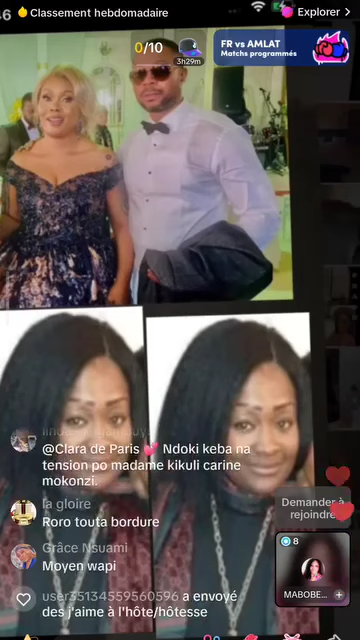 6 Classement hebdomadaire
Explorer >
0/10
3h29m
FR vs AMLAT
Matchs programmés
@Clara de Paris 💕 Ndoki keba na
tension po madame kikuli carine
mokonzi.
la gloire
Roro touta bordure
Grâce Nsuami
Moyen wapi
user35134559560596 a envoyé
des j'aime à l'hôte/hôtesse
Demander à
rejoindre
8
MABOBE... +